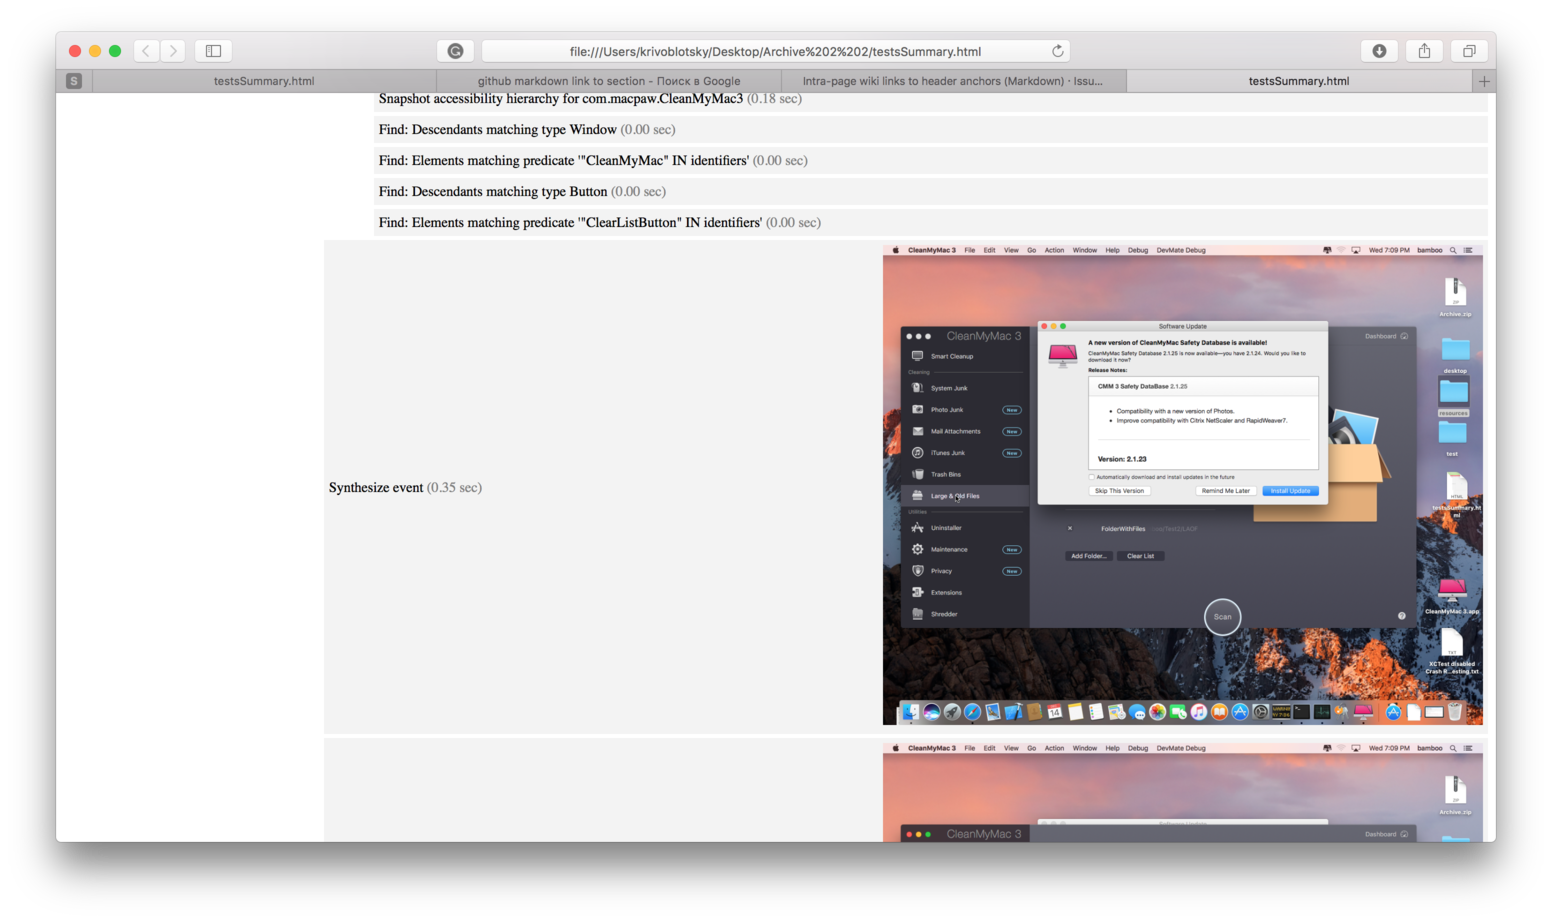 file:///Users/krivoblotsky/Desktop/Archive%202%202/testsSummary.html
S
testsSummary.html
github markdown link to section - Поиск в Google
Intra-page wiki links to header anchors (Markdown) · Issu...
testsSummary.html
Snapshot accessibility hierarchy for com.macpaw.CleanMyMac3 (0.18 sec)
Find: Descendants matching type Window (0.00 sec)
Find: Elements matching predicate '"CleanMyMac" IN identifiers' (0.00 sec)
Find: Descendants matching type Button (0.00 sec)
Find: Elements matching predicate '"ClearListButton" IN identifiers' (0.00 sec)
Synthesize event (0.35 sec)
CleanMyMac 3 File Edit View Go Action Window Help Debug DevMate Debug
Wed 7:09 PM bamboo
CleanMyMac 3
Smart Cleanup
Cleaning
System Junk
Photo Junk New
Mail Attachments New
iTunes Junk New
Trash Bins
Large & Old Files
Utilities
Uninstaller
Maintenance New
Privacy New
Extensions
Shredder
Software Update
A new version of CleanMyMac Safety Database is available!
CleanMyMac Safety Database 2.1.25 is now available—you have 2.1.24. Would you like to
download it now?
Release Notes:
CMM 3 Safety DataBase 2.1.25
• Compatibility with a new version of Photos.
• Improve compatibility with Citrix NetScaler and RapidWeaver7.
Version: 2.1.23
Automatically download and install updates in the future
Skip This Version
Remind Me Later
Install Update
Dashboard
FolderWithFiles
Add Folder...
Clear List
Scan
ZIP
Archive.zip
desktop
resources
test
HTML
testsSummary.ht
ml
CleanMyMac 3.app
TXT
XCTest disabled
Crash R...esting.txt
14
CleanMyMac 3 File Edit View Go Action Window Help Debug DevMate Debug
Wed 7:09 PM bamboo
ZIP
Archive.zip
CleanMyMac 3
Dashboard